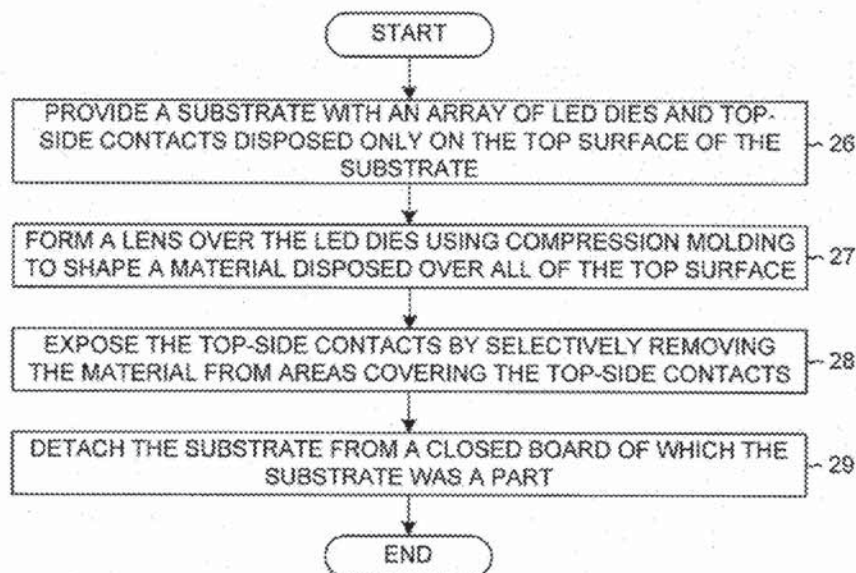 START
PROVIDE A SUBSTRATE WITH AN ARRAY OF LED DIES AND TOP-
SIDE CONTACTS DISPOSED ONLY ON THE TOP SURFACE OF THE
SUBSTRATE
26
FORM A LENS OVER THE LED DIES USING COMPRESSION MOLDING
TO SHAPE A MATERIAL DISPOSED OVER ALL OF THE TOP SURFACE
27
EXPOSE THE TOP-SIDE CONTACTS BY SELECTIVELY REMOVING
THE MATERIAL FROM AREAS COVERING THE TOP-SIDE CONTACTS
28
DETACH THE SUBSTRATE FROM A CLOSED BOARD OF WHICH THE
SUBSTRATE WAS A PART
29
END